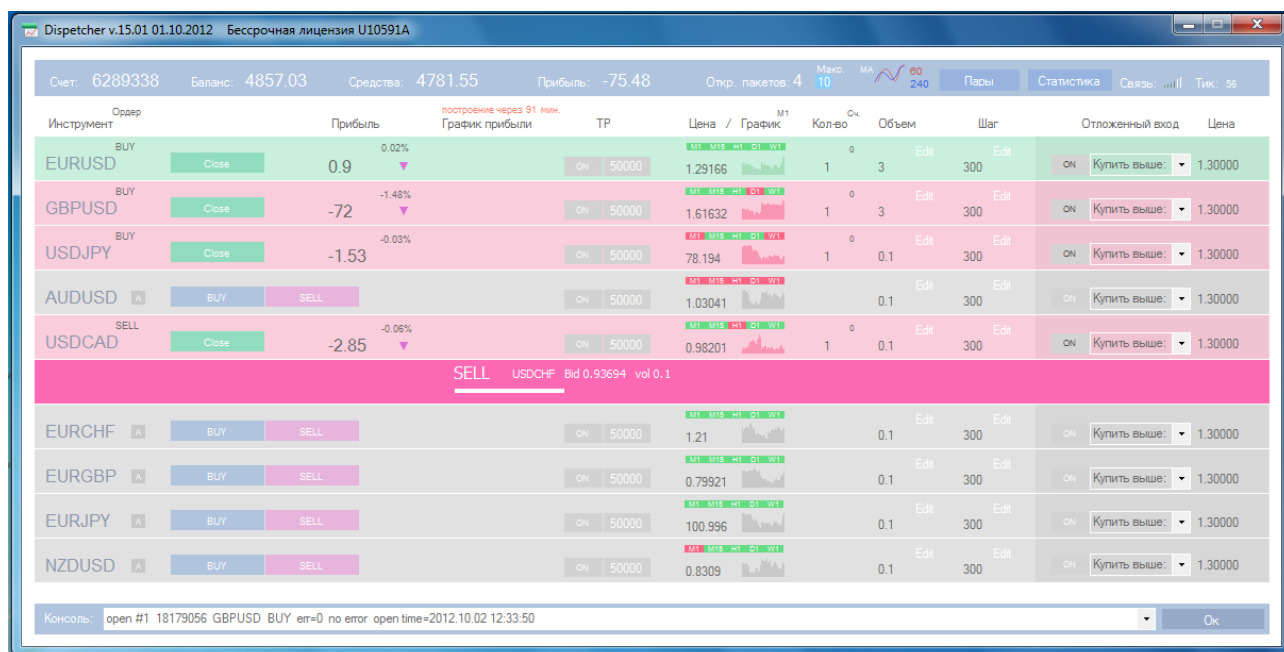 Dispetcher v.15.01 01.10.2012 Бессрочная лицензия U10591A
Счет: 6289338 Баланс: 4857.03 Средства: 4781.55 Прибыль: -75.48 Откр. пакетов: 4 Макс. 10 MA 60 240 Пары Статистика Связь: Тик: 56
Ордер построение через 91 мин. M1 Сч.
Инструмент Прибыль График прибыли TP Цена / График Кол-во Объем Шаг Отложенный вход Цена
BUY 0.02% M1 M15 H1 D1 W1 0 Edit Edit
EURUSD Close 0.9 ON 50000 1.29166 1 3 300 ON Купить выше: 1.30000
BUY -1.48% M1 M15 H1 D1 W1 0 Edit Edit
GBPUSD Close -72 ON 50000 1.61632 1 3 300 ON Купить выше: 1.30000
BUY -0.03% M1 M15 H1 D1 W1 0 Edit Edit
USDJPY Close -1.53 ON 50000 78.194 1 0.1 300 ON Купить выше: 1.30000
M1 M15 H1 D1 W1 Edit Edit
AUDUSD A BUY SELL ON 50000 1.03041 0.1 300 ON Купить выше: 1.30000
SELL -0.06% M1 M15 H1 D1 W1 0 Edit Edit
USDCAD Close -2.85 ON 50000 0.98201 1 0.1 300 ON Купить выше: 1.30000
SELL USDCHF Bid 0.93694 vol 0.1
M1 M15 H1 D1 W1 Edit Edit
EURCHF A BUY SELL ON 50000 1.21 0.1 300 ON Купить выше: 1.30000
M1 M15 H1 D1 W1 Edit Edit
EURGBP A BUY SELL ON 50000 0.79921 0.1 300 ON Купить выше: 1.30000
M1 M15 H1 D1 W1 Edit Edit
EURJPY A BUY SELL ON 50000 100.996 0.1 300 ON Купить выше: 1.30000
M1 M15 H1 D1 W1 Edit Edit
NZDUSD A BUY SELL ON 50000 0.8309 0.1 300 ON Купить выше: 1.30000
Консоль: open #1 18179056 GBPUSD BUY err=0 no error open time=2012.10.02 12:33:50 Ок